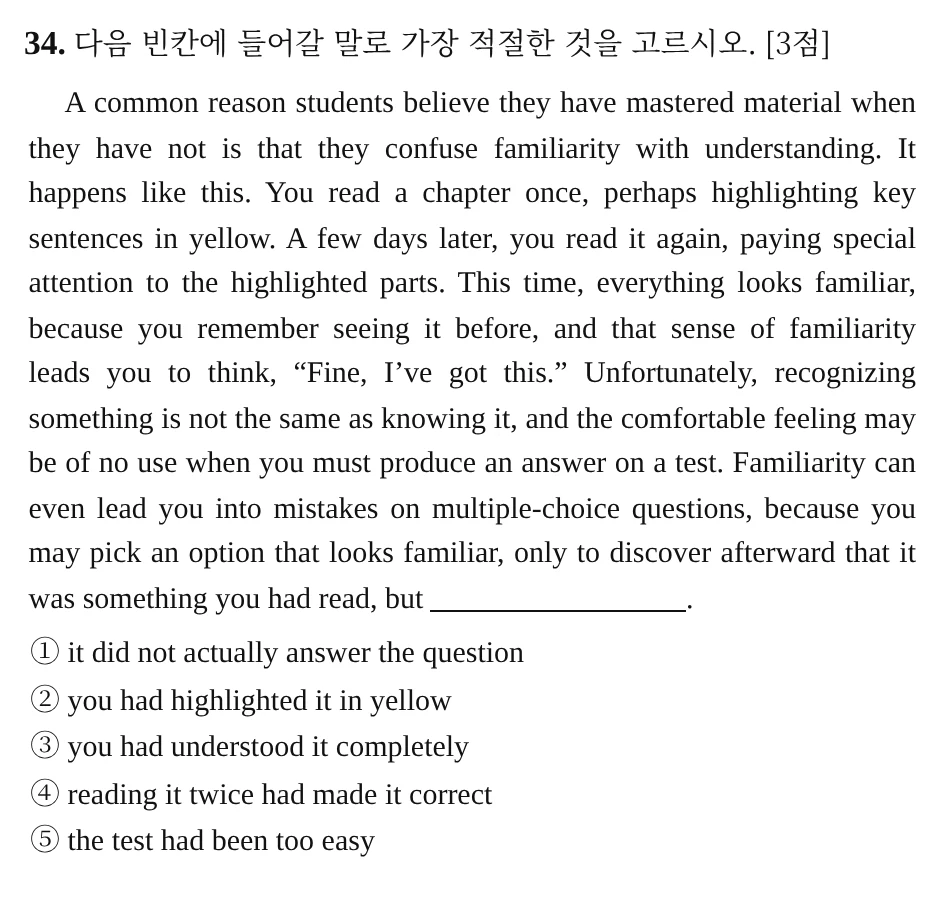 34. 다음 빈칸에 들어갈 말로 가장 적절한 것을 고르시오. [3점]
A common reason students believe they have mastered material when
they have not is that they confuse familiarity with understanding. It
happens like this. You read a chapter once, perhaps highlighting key
sentences in yellow. A few days later, you read it again, paying special
attention to the highlighted parts. This time, everything looks familiar,
because you remember seeing it before, and that sense of familiarity
leads you to think, “Fine, I’ve got this.” Unfortunately, recognizing
something is not the same as knowing it, and the comfortable feeling may
be of no use when you must produce an answer on a test. Familiarity can
even lead you into mistakes on multiple-choice questions, because you
may pick an option that looks familiar, only to discover afterward that it
was something you had read, but ________________.
① it did not actually answer the question
② you had highlighted it in yellow
③ you had understood it completely
④ reading it twice had made it correct
⑤ the test had been too easy